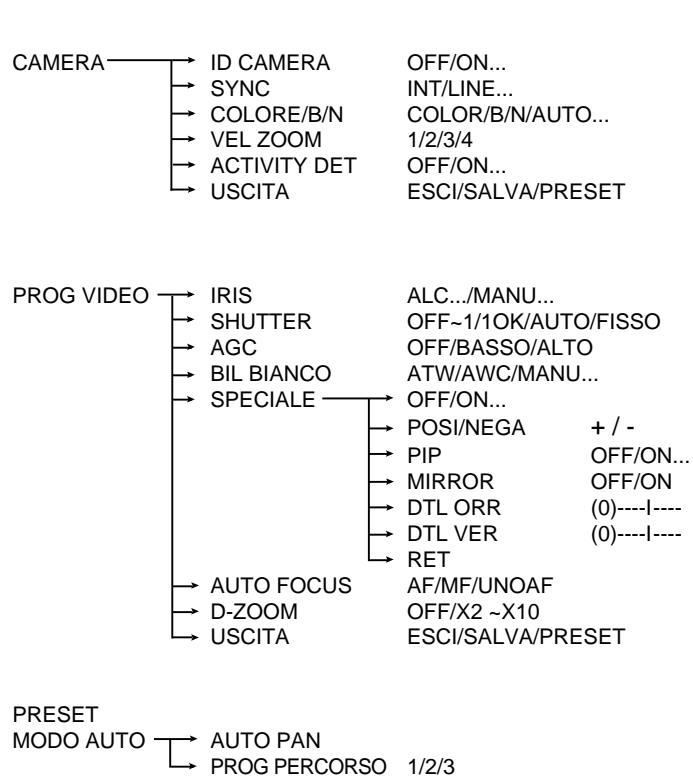 CAMERA ID CAMERA OFF/ON...
SYNC INT/LINE...
COLORE/B/N COLOR/B/N/AUTO...
VEL ZOOM 1/2/3/4
ACTIVITY DET OFF/ON...
USCITA ESCI/SALVA/PRESET
PROG VIDEO IRIS ALC.../MANU...
SHUTTER OFF~1/1OK/AUTO/FISSO
AGC OFF/BASSO/ALTO
BIL BIANCO ATW/AWC/MANU...
SPECIALE OFF/ON...
POSI/NEGA + / -
PIP OFF/ON...
MIRROR OFF/ON
DTL ORR (0)----I----
DTL VER (0)----I----
RET
AUTO FOCUS AF/MF/UNOAF
D-ZOOM OFF/X2 ~X10
USCITA ESCI/SALVA/PRESET
PRESET
MODO AUTO AUTO PAN
PROG PERCORSO 1/2/3